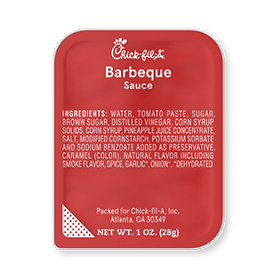 Chick-fil-A
Barbeque
Sauce
INGREDIENTS: WATER, TOMATO PASTE, SUGAR,
BROWN SUGAR, DISTILLED VINEGAR, CORN SYRUP
SOLIDS, CORN SYRUP, PINEAPPLE JUICE CONCENTRATE,
SALT, MODIFIED CORNSTARCH, POTASSIUM SORBATE
AND SODIUM BENZOATE ADDED AS PRESERVATIVE,
CARAMEL (COLOR), NATURAL FLAVOR INCLUDING
SMOKE FLAVOR, SPICE, GARLIC*, ONION*. *DEHYDRATED
Packed for Chick-fil-A, Inc.
Atlanta, GA 30349
NET WT. 1 OZ. (28g)